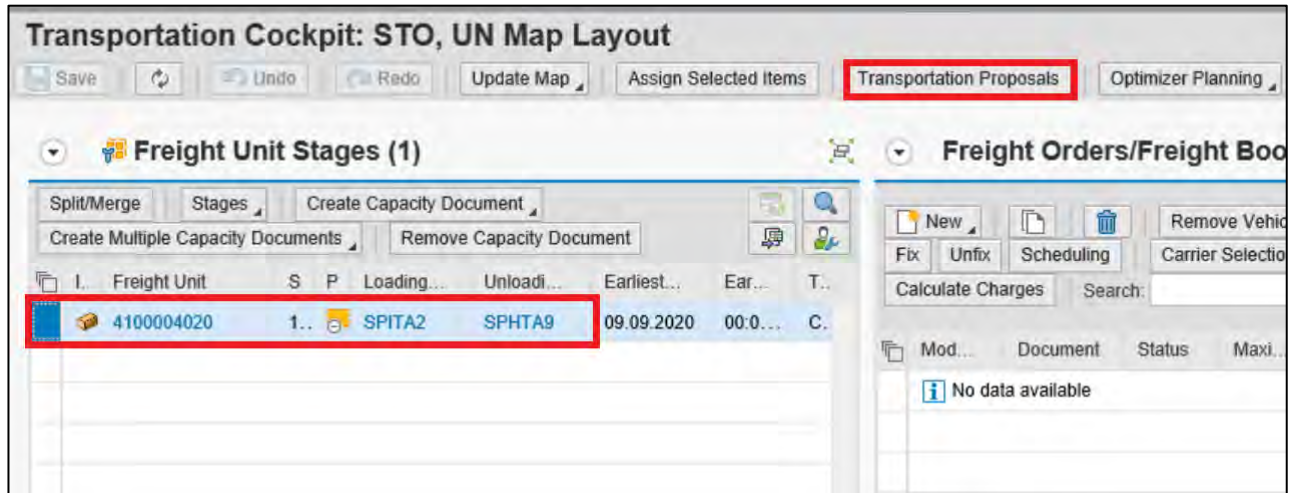 Transportation Cockpit: STO, UN Map Layout
Save Undo Redo Update Map Assign Selected Items Transportation Proposals Optimizer Planning
Freight Unit Stages (1)
Split/Merge Stages Create Capacity Document
Create Multiple Capacity Documents Remove Capacity Document
I. Freight Unit S P Loading... Unloadi... Earliest... Ear... T..
4100004020 1.. SPITA2 SPHTA9 09.09.2020 00:0... C.
Freight Orders/Freight Boo
New Remove Vehic
Fix Unfix Scheduling Carrier Selectio
Calculate Charges Search:
Mod... Document Status Maxi...
No data available